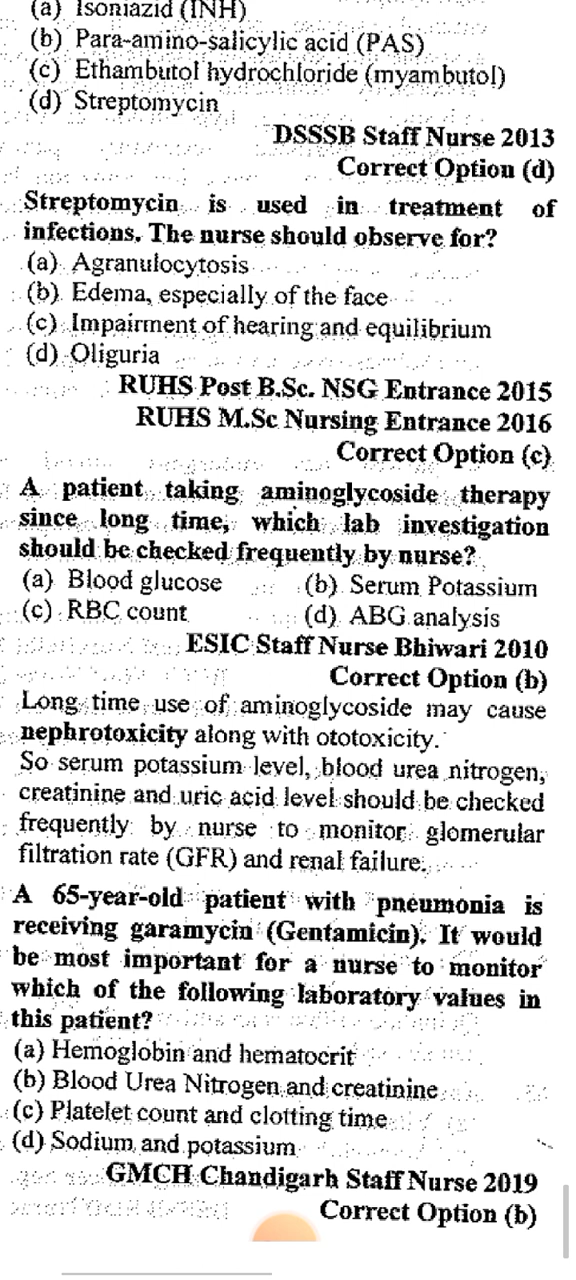 (a) Isoniazid (INH)
(b) Para-amino-salicylic acid (PAS)
(c) Ethambutol hydrochloride (myambutol)
(d) Streptomycin
DSSSB Staff Nurse 2013
Correct Option (d)
Streptomycin is used in treatment of
infections. The nurse should observe for?
(a) Agranulocytosis
(b) Edema, especially of the face
(c) Impairment of hearing and equilibrium
(d) Oliguria
RUHS Post B.Sc. NSG Entrance 2015
RUHS M.Sc Nursing Entrance 2016
Correct Option (c)
A patient taking aminoglycoside therapy
since long time, which lab investigation
should be checked frequently by nurse?
(a) Blood glucose (b) Serum Potassium
(c) RBC count (d) ABG analysis
ESIC Staff Nurse Bhiwari 2010
Correct Option (b)
Long time use of aminoglycoside may cause
nephrotoxicity along with ototoxicity.
So serum potassium level, blood urea nitrogen,
creatinine and uric acid level should be checked
frequently by nurse to monitor glomerular
filtration rate (GFR) and renal failure.
A 65-year-old patient with pneumonia is
receiving garamycin (Gentamicin). It would
be most important for a nurse to monitor
which of the following laboratory values in
this patient?
(a) Hemoglobin and hematocrit
(b) Blood Urea Nitrogen and creatinine
(c) Platelet count and clotting time
(d) Sodium and potassium
GMCH Chandigarh Staff Nurse 2019
Correct Option (b)